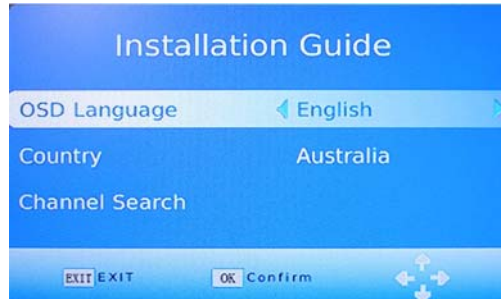 Installation Guide
OSD Language English
Country Australia
Channel Search
EXIT EXIT OK Confirm